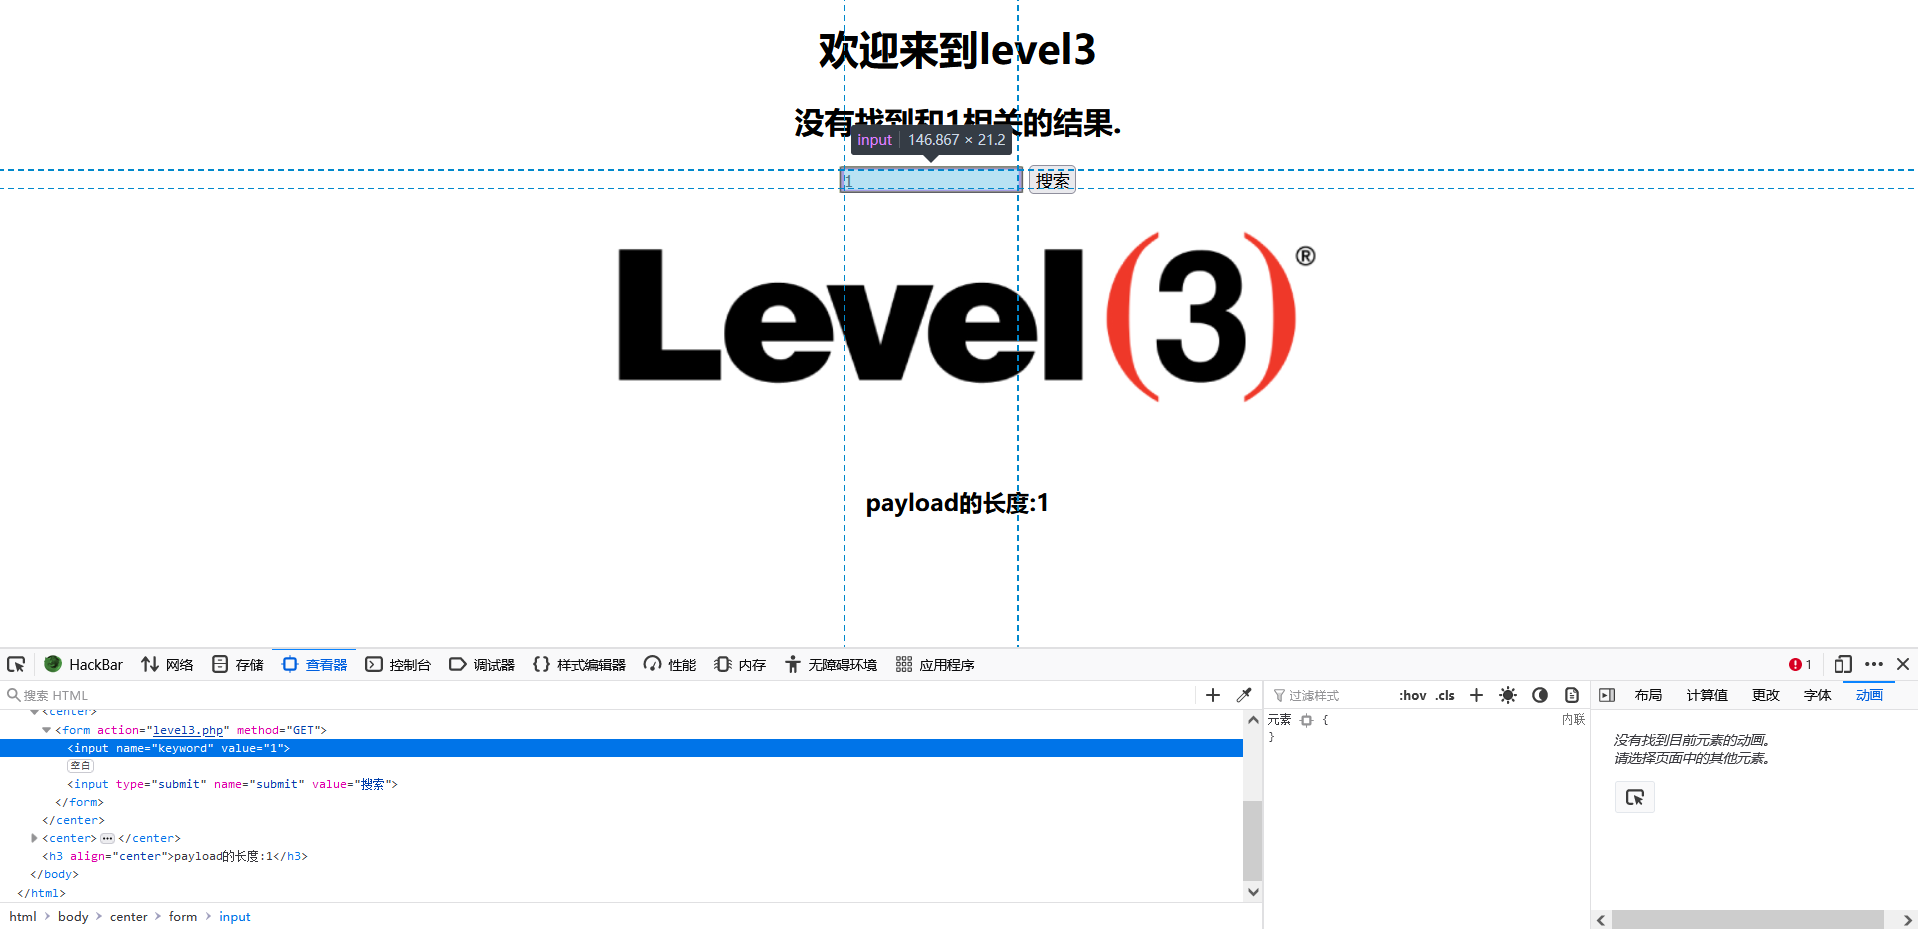 欢迎来到level3
没有找到和1相关的结果.
input 146.867 × 21.2
1 搜索
Level(3)®
payload的长度:1
HackBar 网络 存储 查看器 控制台 调试器 {} 样式编辑器 性能 内存 无障碍环境 应用程序 1
搜索 HTML
过滤样式 :hov .cls
布局 计算值 更改 字体 动画
<center>
<form action="level3.php" method="GET">
<input name="keyword" value="1">
空白
<input type="submit" name="submit" value="搜索">
</form>
</center>
<center> ••• </center>
<h3 align="center">payload的长度:1</h3>
</body>
</html>
html > body > center > form > input
元素 { 内联
}
没有找到目前元素的动画。
请选择页面中的其他元素。